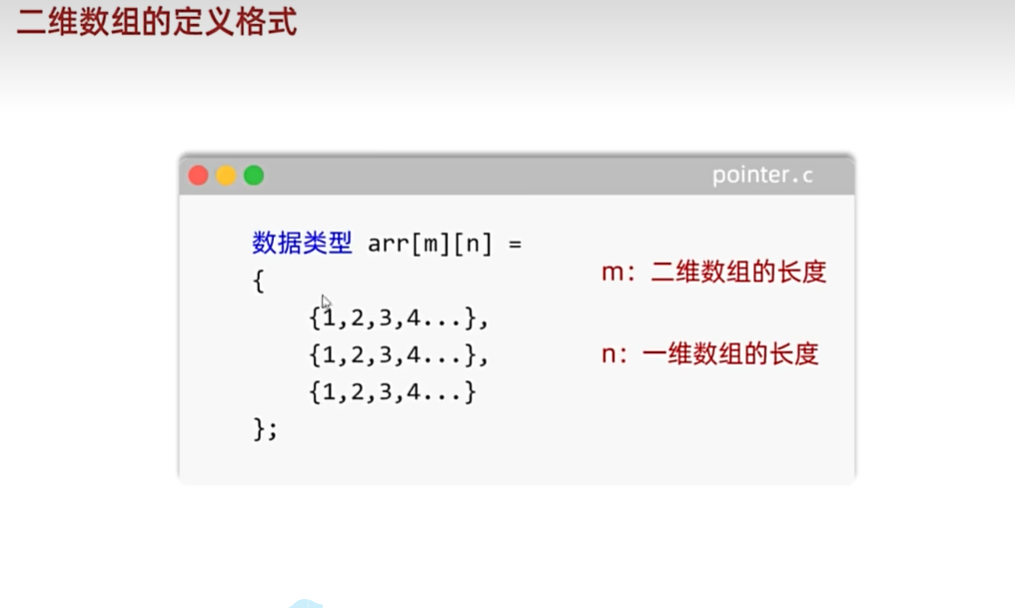 二维数组的定义格式
pointer.c
数据类型 arr[m][n] =
{
{1,2,3,4...},
{1,2,3,4...},
{1,2,3,4...}
};
m：二维数组的长度
n：一维数组的长度